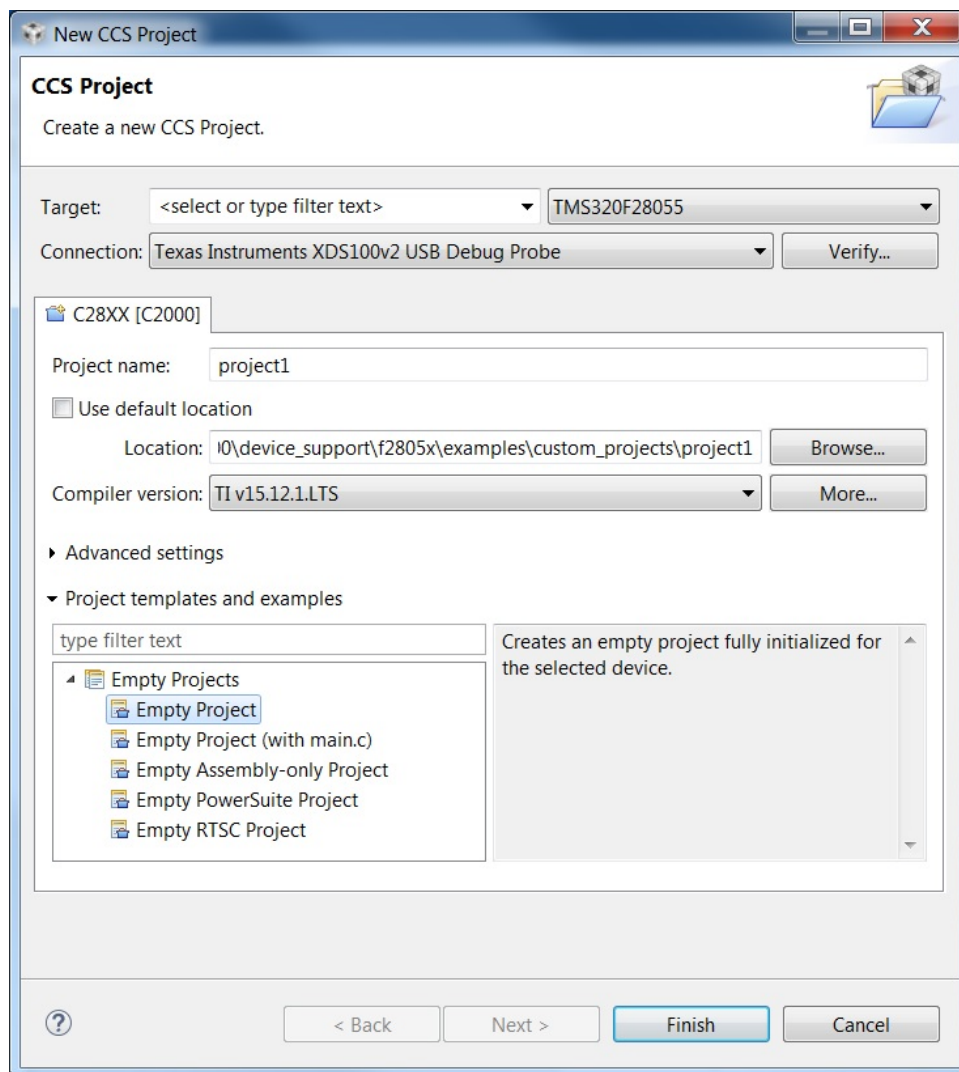 New CCS Project
CCS Project
Create a new CCS Project.
Target: <select or type filter text> TMS320F28055
Connection: Texas Instruments XDS100v2 USB Debug Probe Verify...
C28XX [C2000]
Project name: project1
Use default location
Location: 0\device_support\f2805x\examples\custom_projects\project1 Browse...
Compiler version: TI v15.12.1.LTS More...
Advanced settings
Project templates and examples
type filter text
Empty Projects
Empty Project
Empty Project (with main.c)
Empty Assembly-only Project
Empty PowerSuite Project
Empty RTSC Project
Creates an empty project fully initialized for
the selected device.
? < Back Next > Finish Cancel